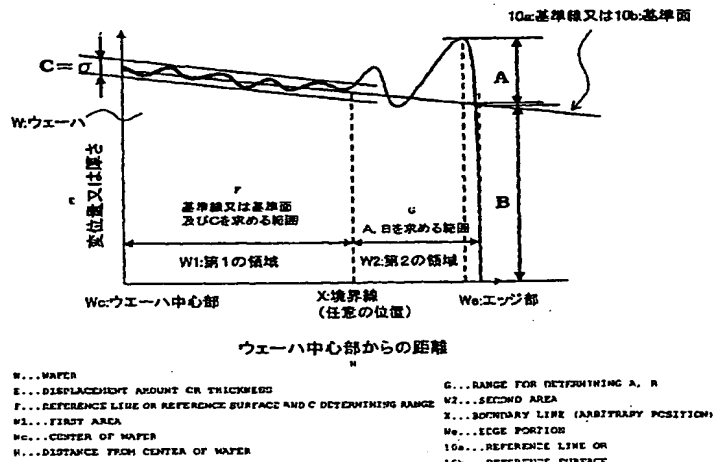 10a:基準線又は10b:基準面
C=σ
A
W:ウェーハ
E
変位量又は厚さ
B
F
基準線又は基準面
及びCを求める範囲
G
A, Bを求める範囲
W1:第1の領域
W2:第2の領域
Wc:ウエーハ中心部
X:境界線
(任意の位置)
We:エッジ部
ウェーハ中心部からの距離
H
W...WAFER
E...DISPLACEMENT AMOUNT OR THICKNESS
F...REFERENCE LINE OR REFERENCE SURFACE AND C DETERMINING RANGE
W1...FIRST AREA
Wc...CENTER OF WAFER
H...DISTANCE FROM CENTER OF WAFER
G...RANGE FOR DETERMINING A, B
W2...SECOND AREA
X...BOUNDARY LINE (ARBITRARY POSITION)
We...EDGE PORTION
10a...REFERENCE LINE OR
10b...REFERENCE SURFACE